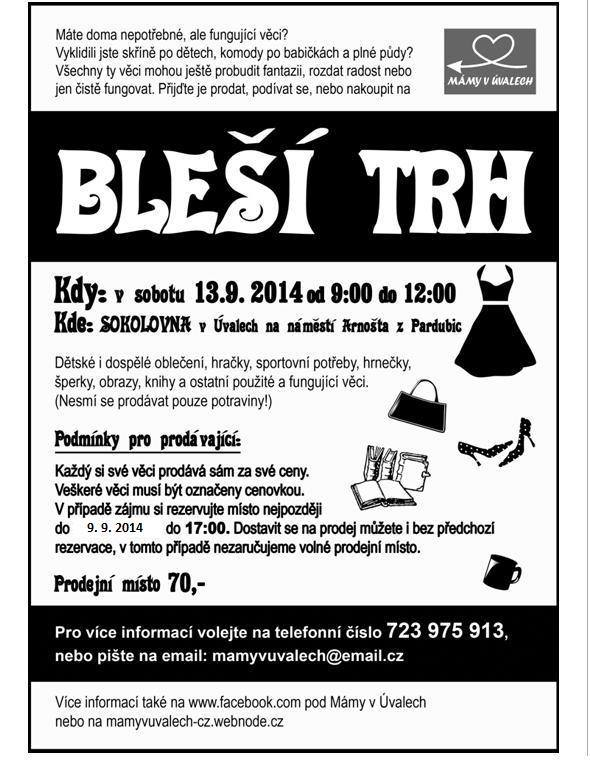 Máte doma nepotřebné, ale fungující věci?
Vyklidili jste skříně po dětech, komody po babičkách a plné půdy?
Všechny ty věci mohou ještě probudit fantazii, rozdat radost nebo
jen čistě fungovat. Přijďte je prodat, podívat se, nebo nakoupit na
MÁMY V ÚVALECH
BLEŠÍ TRH
Kdy: v sobotu 13.9. 2014 od 9:00 do 12:00
Kde: SOKOLOVNA v Úvalech na náměstí Arnošta z Pardubic
Dětské i dospělé oblečení, hračky, sportovní potřeby, hrnečky,
šperky, obrazy, knihy a ostatní použité a fungující věci.
(Nesmí se prodávat pouze potraviny!)
Podmínky pro prodávající:
Každý si své věci prodává sám za své ceny.
Veškeré věci musí být označeny cenovkou.
V případě zájmu si rezervujte místo nejpozději
do 9. 9. 2014 do 17:00. Dostavit se na prodej můžete i bez předchozí
rezervace, v tomto případě nezaručujeme volné prodejní místo.
Prodejní místo 70,-
Pro více informací volejte na telefonní číslo 723 975 913,
nebo pište na email: mamyvuvalech@email.cz
Více informací také na www.facebook.com pod Mámy v Úvalech
nebo na mamyvuvalech-cz.webnode.cz